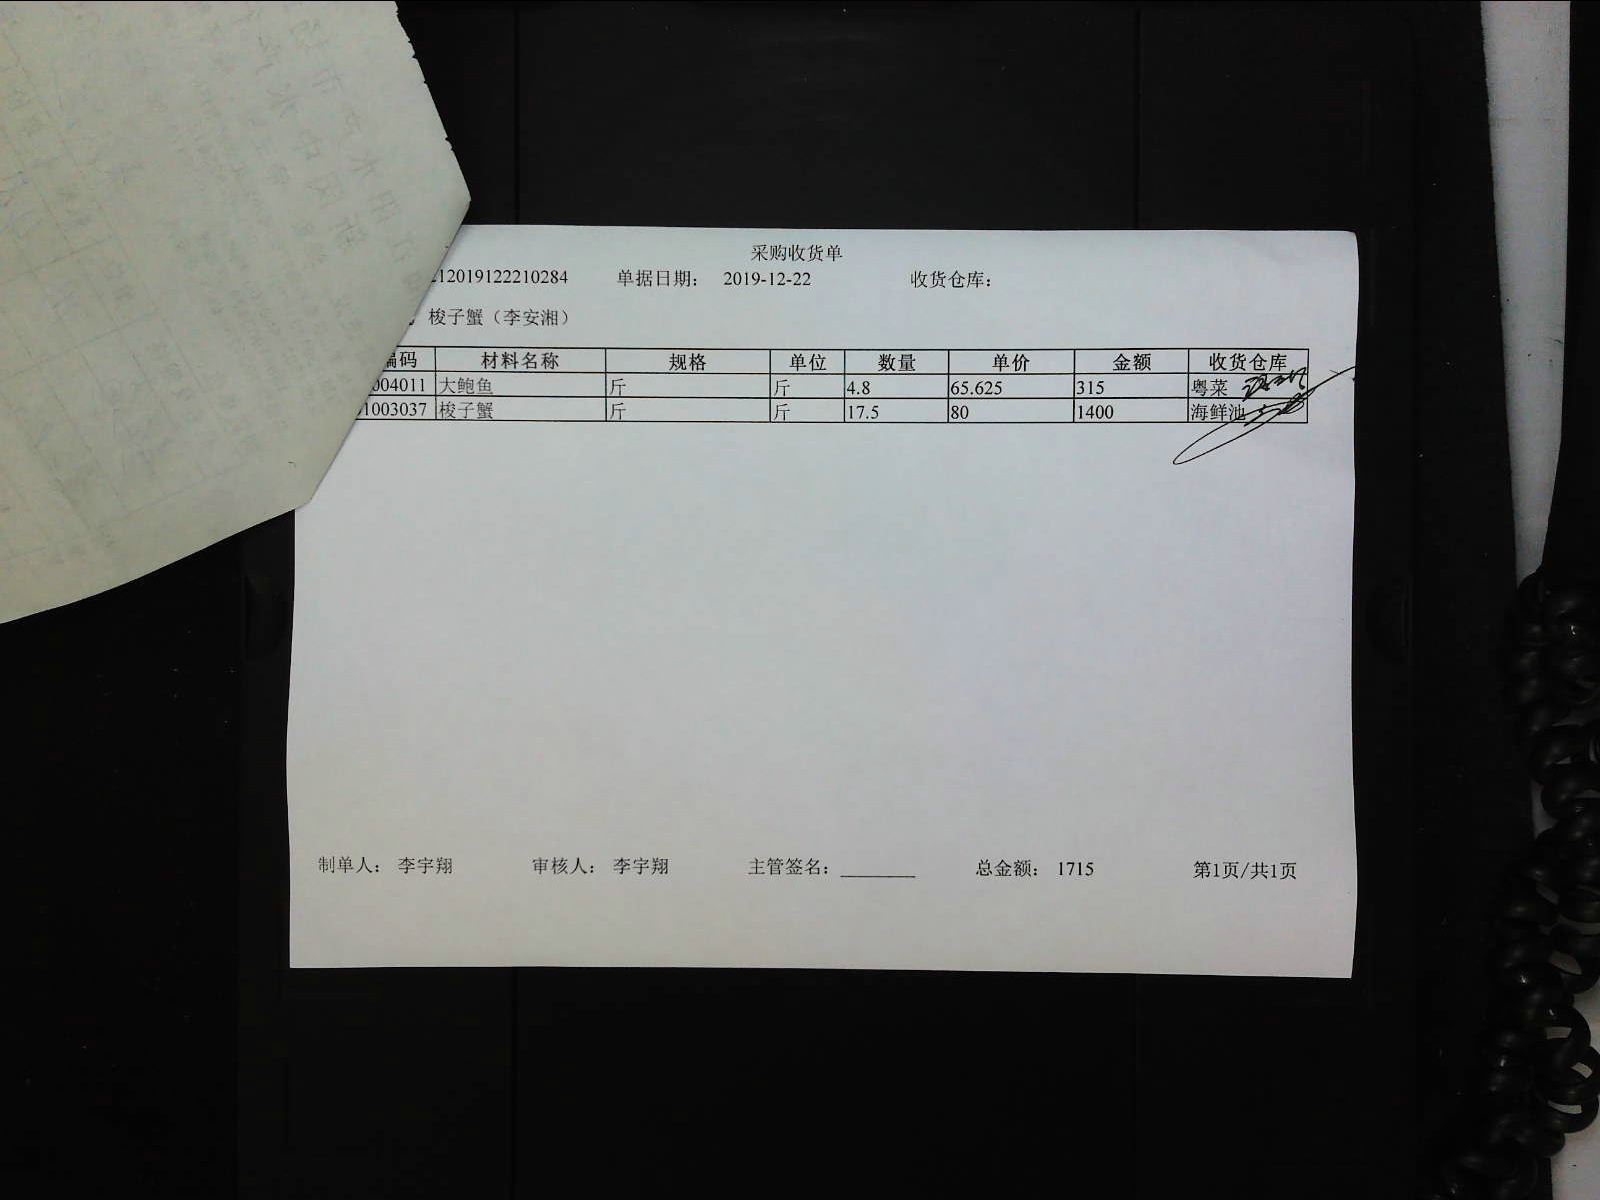 采购收货单
12019122210284 单据日期： 2019-12-22 收货仓库：
梭子蟹（李安湘）
编码 材料名称 规格 单位 数量 单价 金额 收货仓库
004011 大鲍鱼 斤 斤 4.8 65.625 315 粤菜
1003037 梭子蟹 斤 斤 17.5 80 1400 海鲜池
制单人： 李宇翔 审核人： 李宇翔 主管签名：________ 总金额： 1715 第1页/共1页